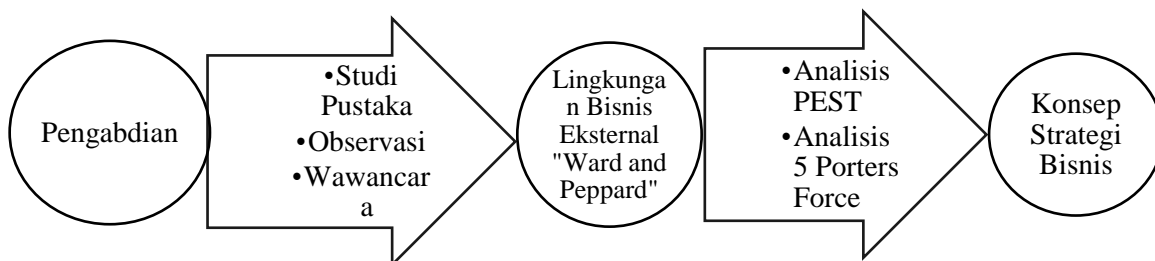 Pengabdian
•Studi
Pustaka
•Observasi
•Wawancar
a
Lingkunga
n Bisnis
Eksternal
"Ward and
Peppard"
•Analisis
PEST
•Analisis
5 Porters
Force
Konsep
Strategi
Bisnis